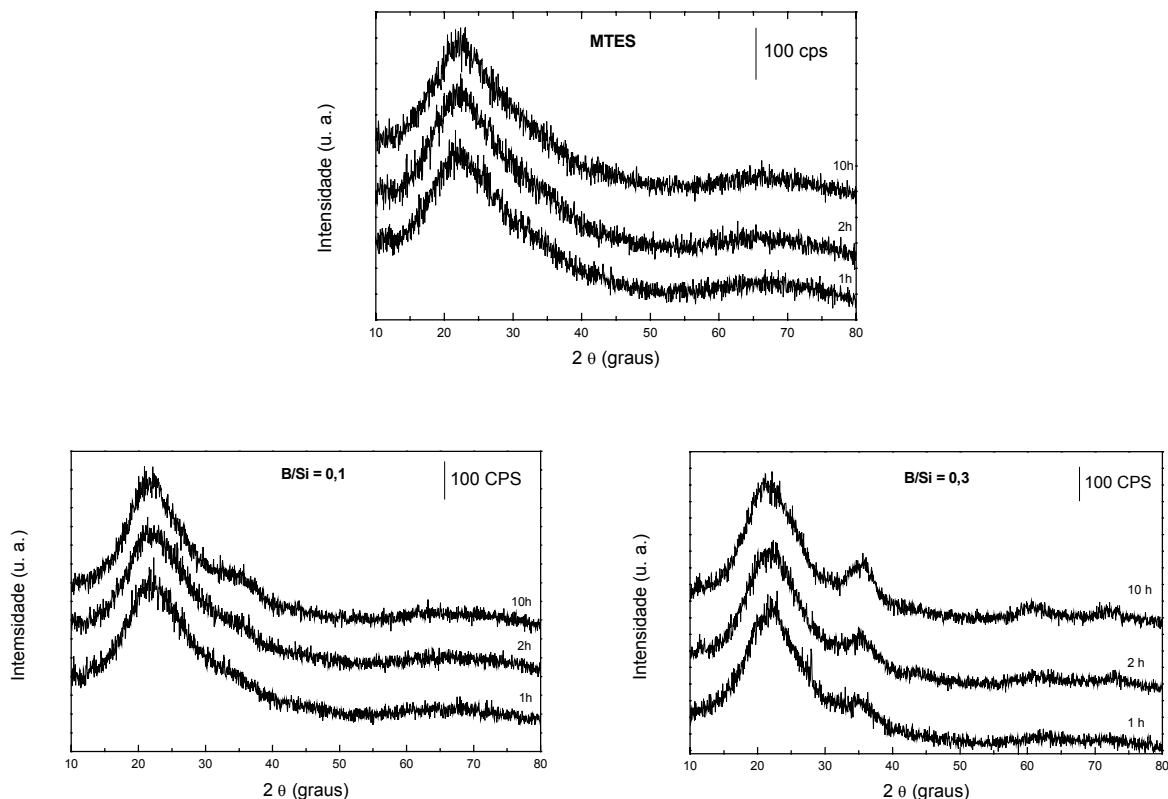 MTES
100 cps
Intensidade (u. a.)
10h
2h
1h
10 20 30 40 50 60 70 80
2 θ (graus)
B/Si = 0,1
100 CPS
Intemsidade (u. a.)
10h
2h
1h
10 20 30 40 50 60 70 80
2 θ (graus)
B/Si = 0,3
100 CPS
Intensidade (u. a.)
10 h
2 h
1 h
10 20 30 40 50 60 70 80
2 θ (graus)